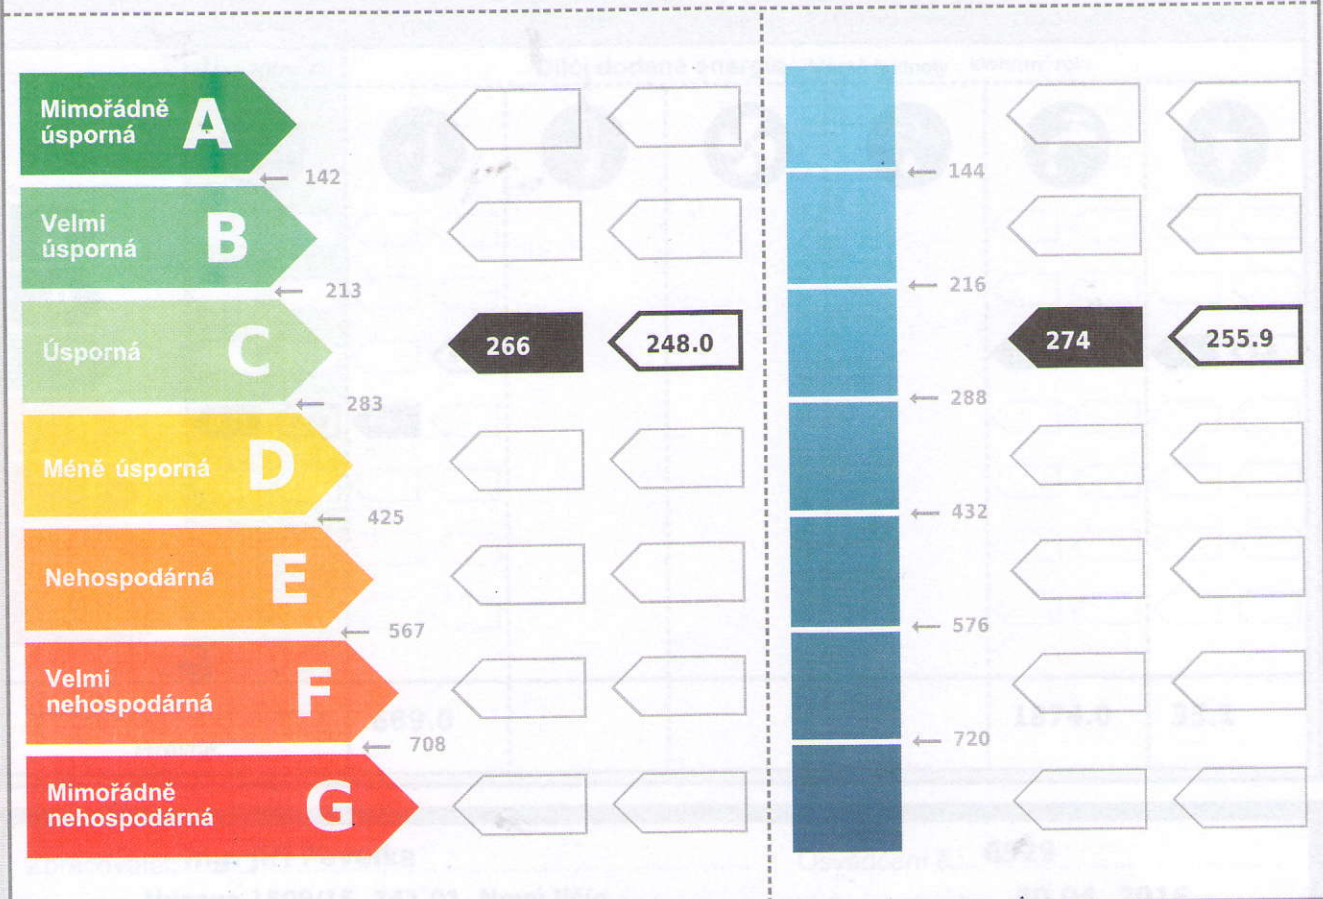 Mimořádně
úsporná A
142
144
Velmi
úsporná B
213
216
Úsporná C 266 248.0 274 255.9
283
288
Méně úsporná D
425
432
Nehospodárná E
567
576
Velmi
nehospodárná F
708
720
Mimořádně
nehospodárná G